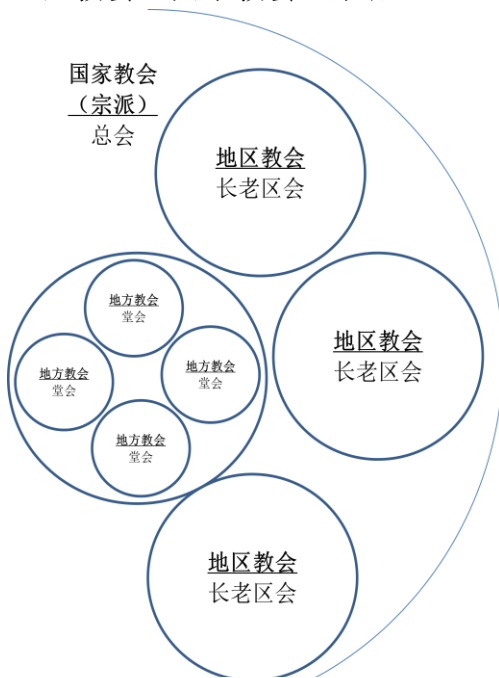 国家教会
（宗派）
总会
地区教会
长老区会
地方教会
堂会
地方教会
堂会
地方教会
堂会
地方教会
堂会
地区教会
长老区会
地区教会
长老区会